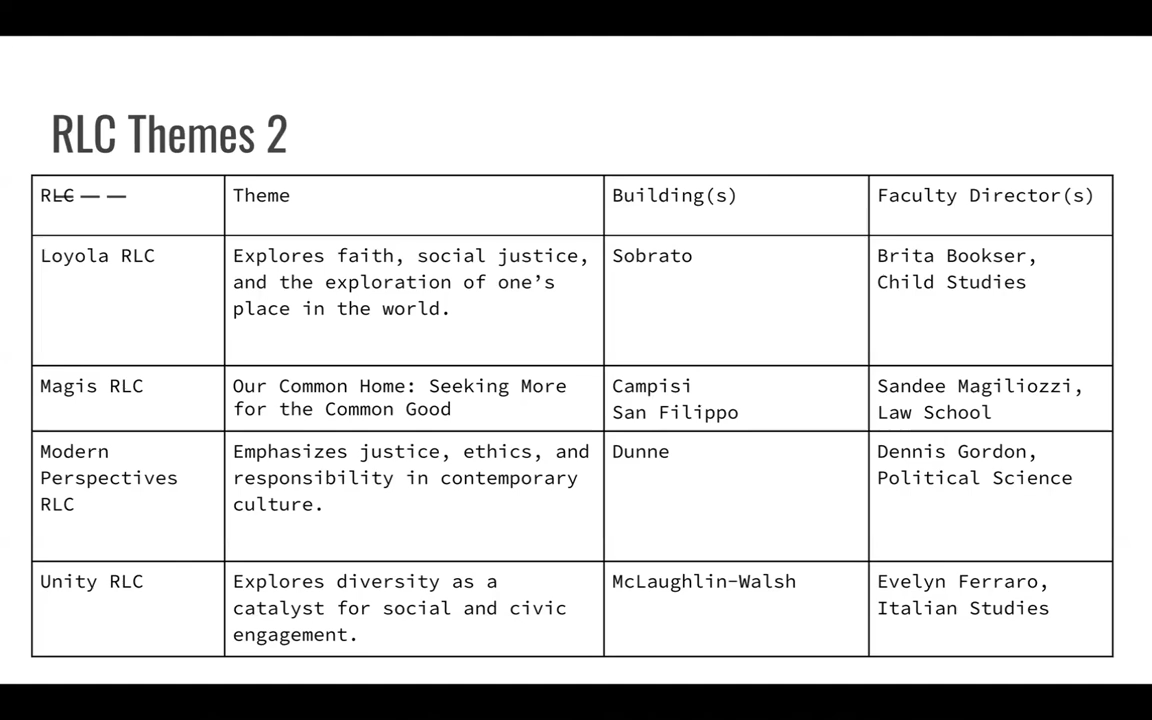 RLC Themes 2
RLC — —
Theme
Building(s)
Faculty Director(s)
Loyola RLC
Explores faith, social justice,
and the exploration of one’s
place in the world.
Sobrato
Brita Bookser,
Child Studies
Magis RLC
Our Common Home: Seeking More
for the Common Good
Campisi
San Filippo
Sandee Magiliozzi,
Law School
Modern
Perspectives
RLC
Emphasizes justice, ethics, and
responsibility in contemporary
culture.
Dunne
Dennis Gordon,
Political Science
Unity RLC
Explores diversity as a
catalyst for social and civic
engagement.
McLaughlin-Walsh
Evelyn Ferraro,
Italian Studies